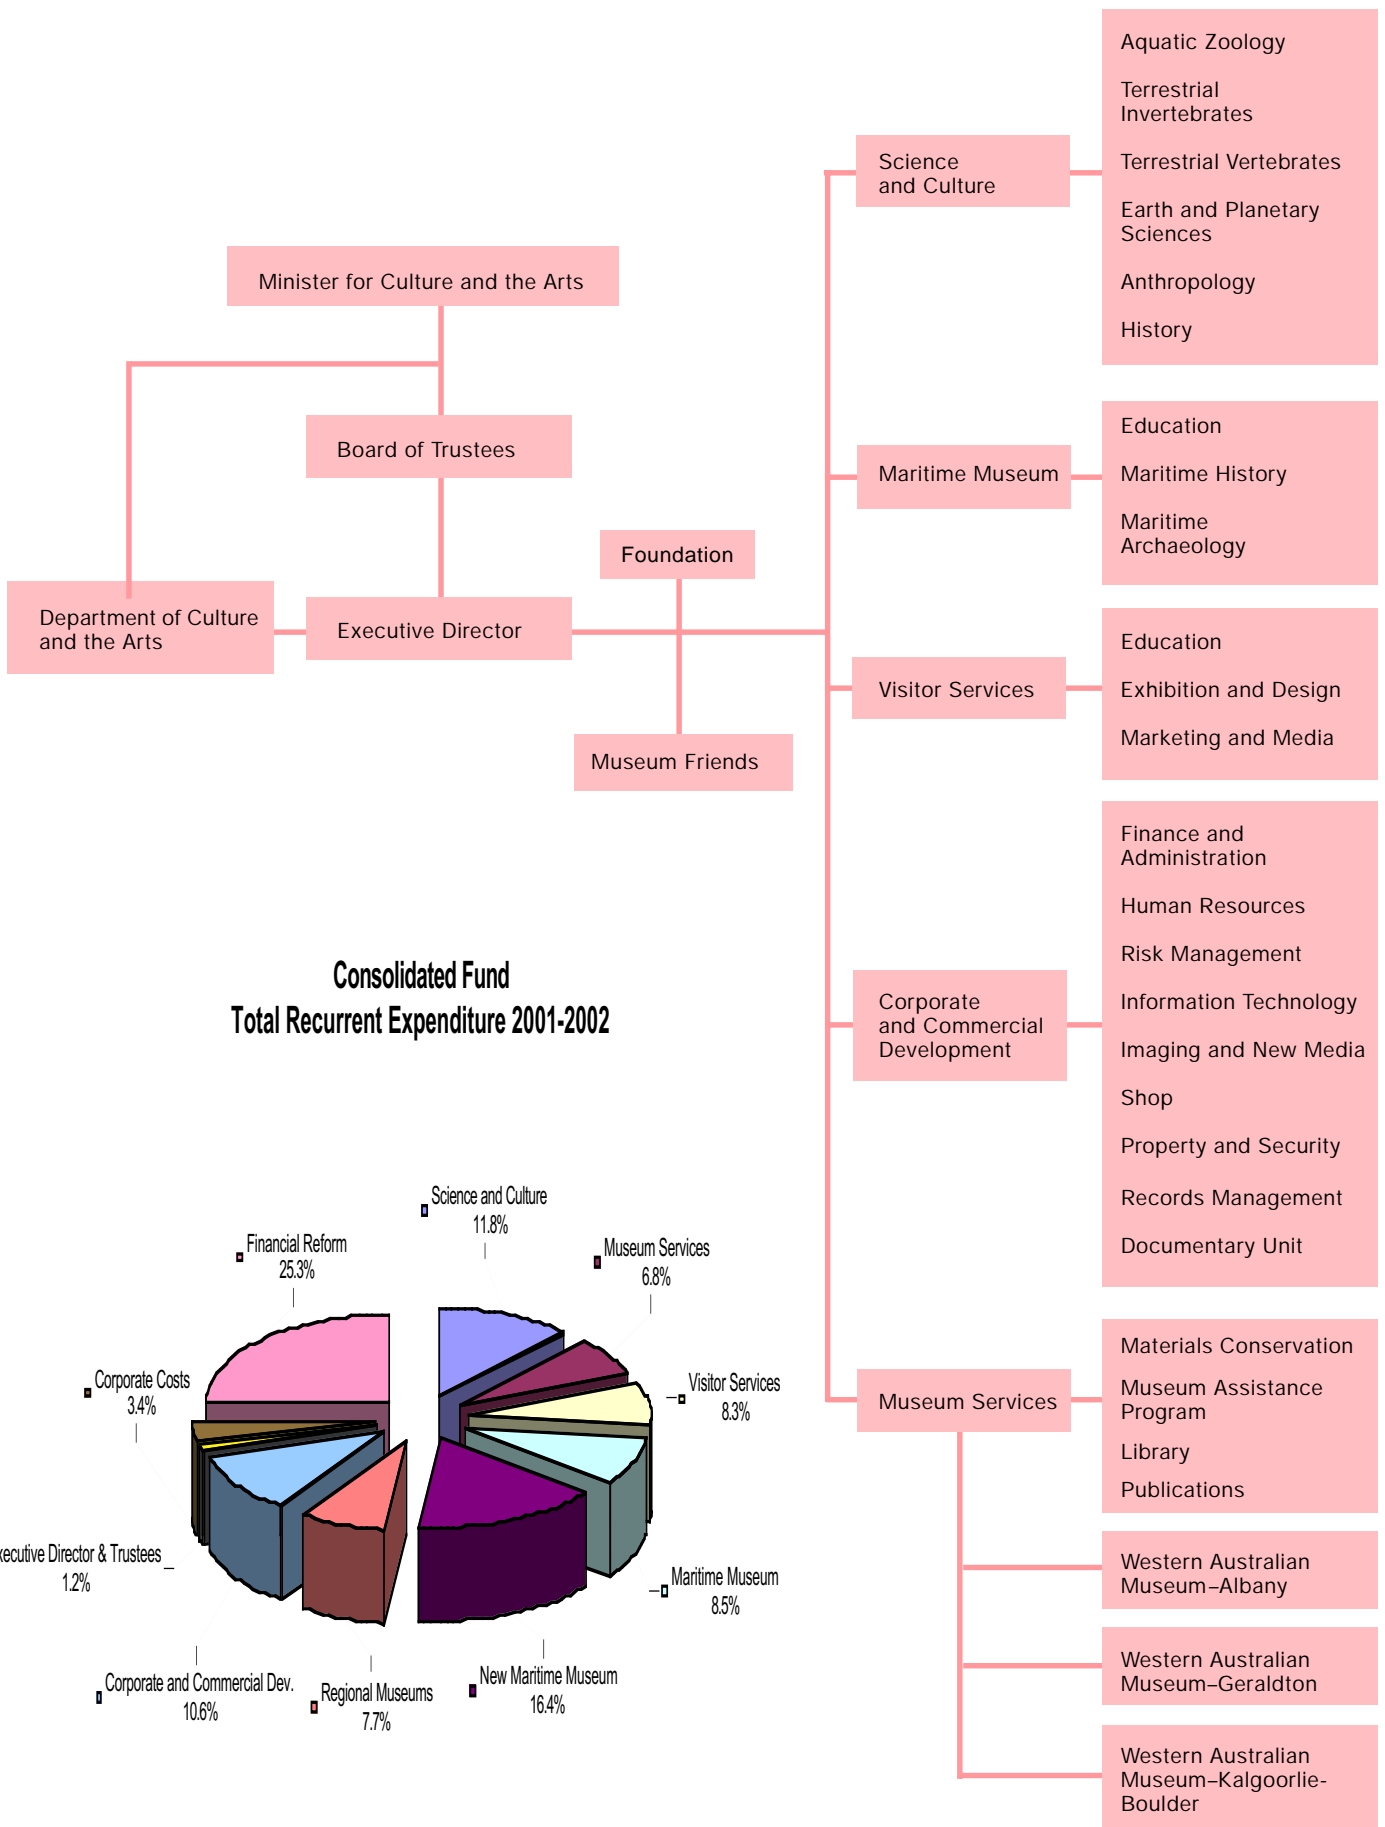 Minister for Culture and the Arts
Board of Trustees
Department of Culture
and the Arts
Executive Director
Foundation
Museum Friends
Science
and Culture
Aquatic Zoology
Terrestrial
Invertebrates
Terrestrial Vertebrates
Earth and Planetary
Sciences
Anthropology
History
Maritime Museum
Education
Maritime History
Maritime
Archaeology
Visitor Services
Education
Exhibition and Design
Marketing and Media
Corporate
and Commercial
Development
Finance and
Administration
Human Resources
Risk Management
Information Technology
Imaging and New Media
Shop
Property and Security
Records Management
Documentary Unit
Museum Services
Materials Conservation
Museum Assistance
Program
Library
Publications
Western Australian
Museum–Albany
Western Australian
Museum–Geraldton
Western Australian
Museum–Kalgoorlie-
Boulder
Consolidated Fund
Total Recurrent Expenditure 2001-2002
Science and Culture
11.8%
Museum Services
6.8%
Visitor Services
8.3%
Maritime Museum
8.5%
New Maritime Museum
16.4%
Regional Museums
7.7%
Corporate and Commercial Dev.
10.6%
xecutive Director & Trustees
1.2%
Corporate Costs
3.4%
Financial Reform
25.3%